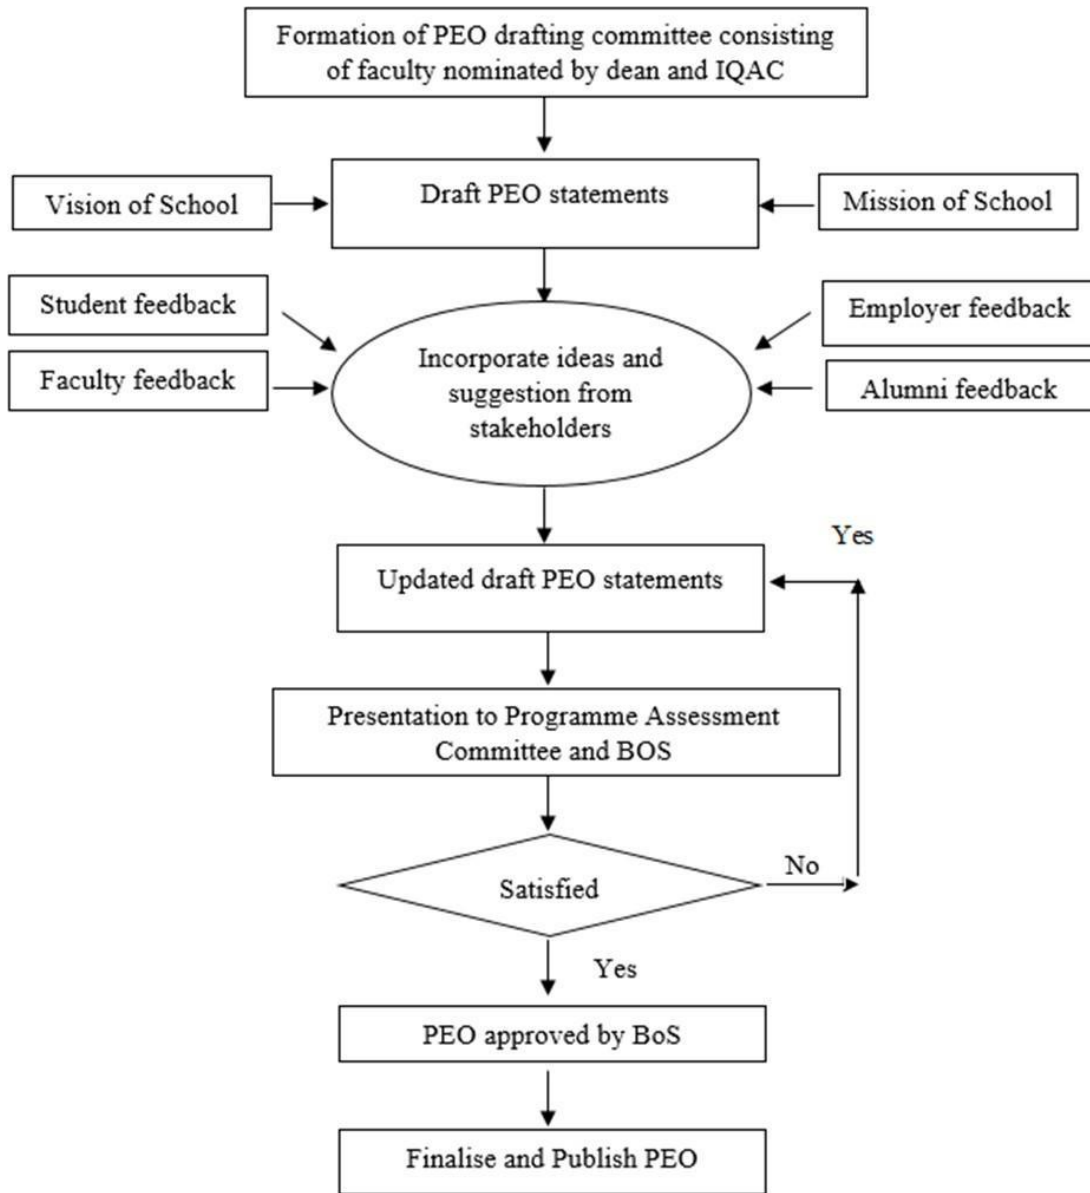 Formation of PEO drafting committee consisting
of faculty nominated by dean and IQAC
Draft PEO statements
Vision of School
Mission of School
Student feedback
Employer feedback
Faculty feedback
Alumni feedback
Incorporate ideas and
suggestion from
stakeholders
Yes
Updated draft PEO statements
Presentation to Programme Assessment
Committee and BOS
Satisfied
No
Yes
PEO approved by BoS
Finalise and Publish PEO